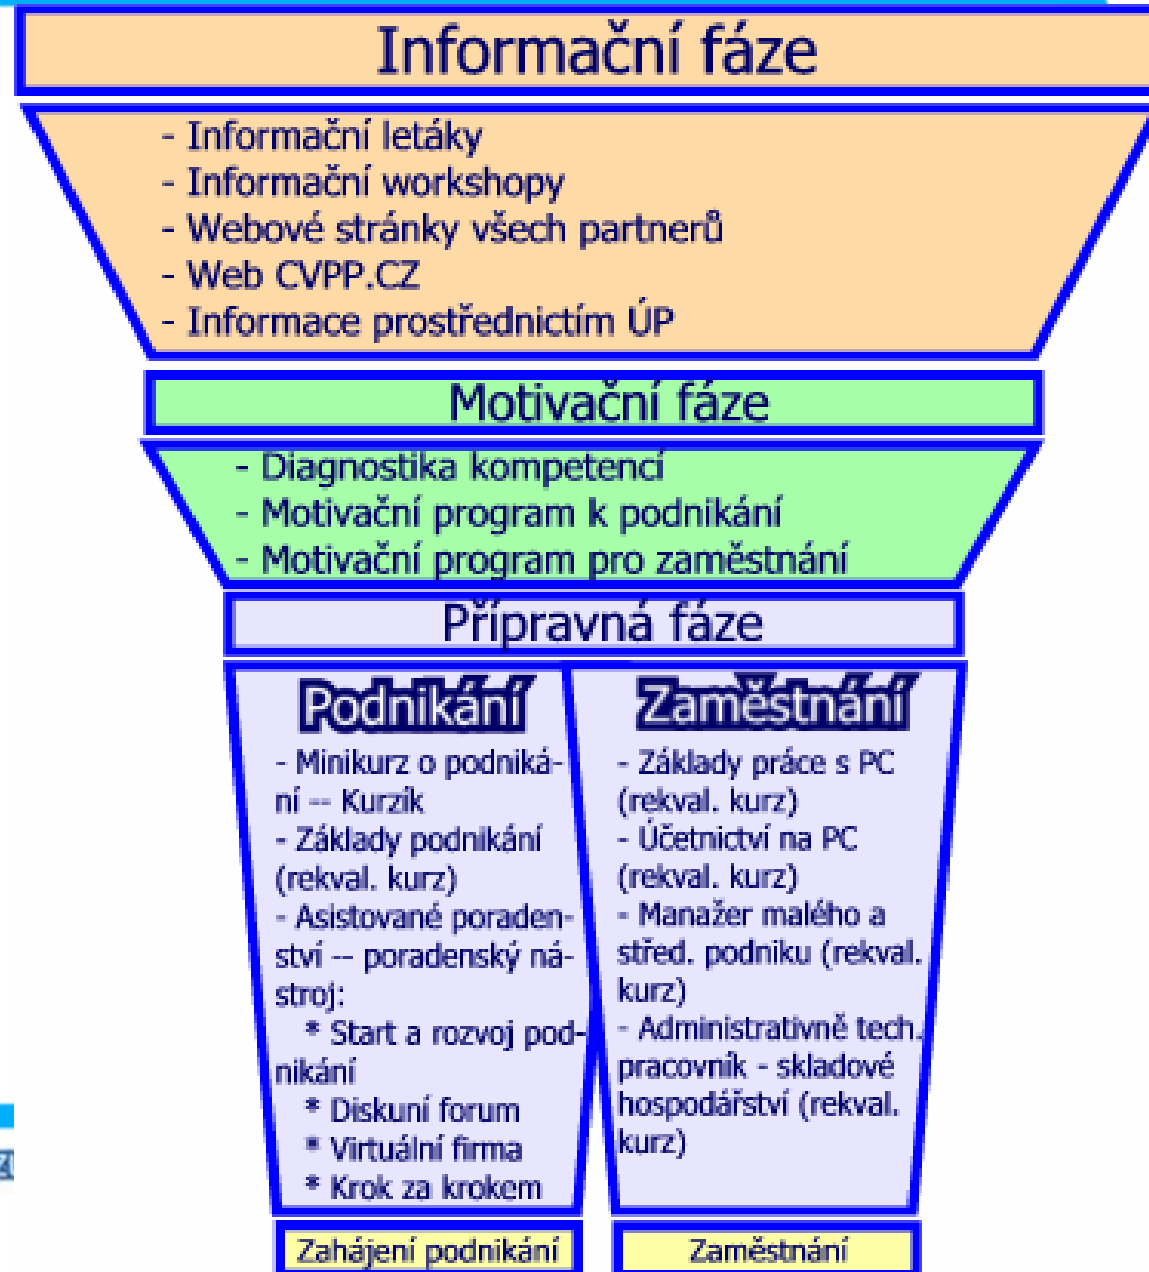 Informační fáze
- Informační letáky
- Informační workshopy
- Webové stránky všech partnerů
- Web CVPP.CZ
- Informace prostřednictím ÚP
Motivační fáze
- Diagnostika kompetencí
- Motivační program k podnikání
- Motivační program pro zaměstnání
Přípravná fáze
Podnikání
- Minikurz o podniká-
ní -- Kurzík
- Základy podnikání
(rekval. kurz)
- Asistované poraden-
ství -- poradenský ná-
stroj:
* Start a rozvoj pod-
nikání
* Diskuní forum
* Virtuální firma
* Krok za krokem
Zahájení podnikání
Zaměstnání
- Základy práce s PC
(rekval. kurz)
- Účetnictví na PC
(rekval. kurz)
- Manažer malého a
střed. podniku (rekval.
kurz)
- Administrativně tech.
pracovník - skladové
hospodářství (rekval.
kurz)
Zaměstnání